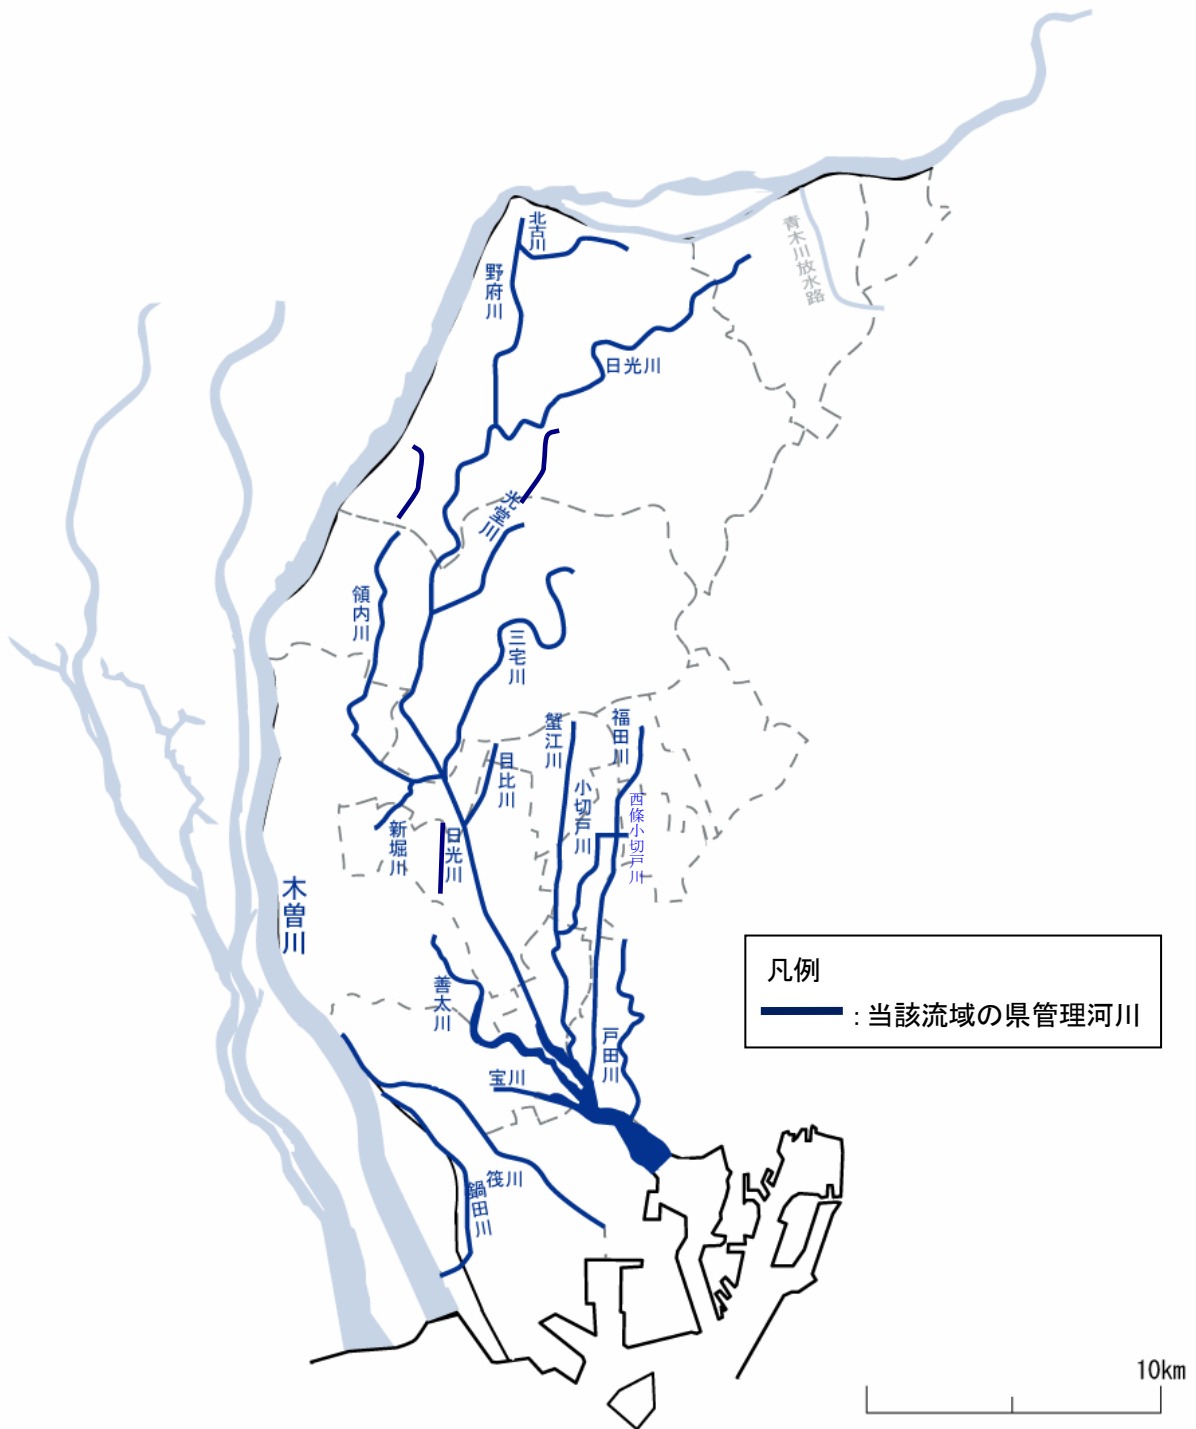 北古川
野府川
青木川放水路
日光川
光堂川
領内川
三宅川
蟹江川
福田川
目比川
小切戸川
西條小切戸川
新堀川
日光川
木曽川
善太川
戸田川
宝川
筏川
鍋田川
凡例
：当該流域の県管理河川
10km